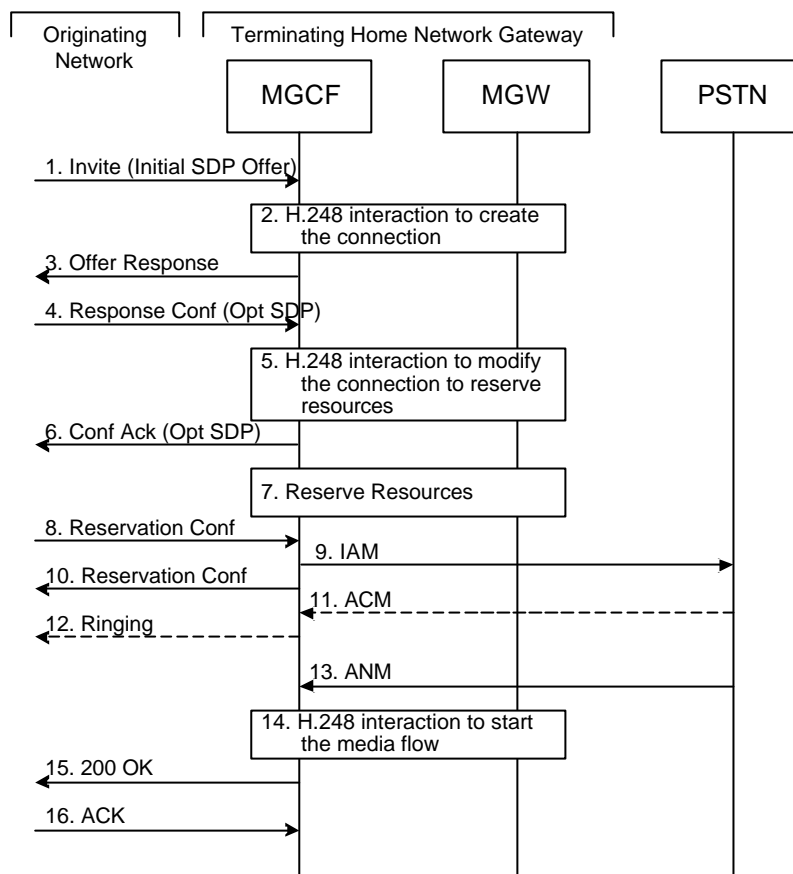 Originating
Network
Terminating Home Network Gateway
MGCF
MGW
PSTN
1. Invite (Initial SDP Offer)
2. H.248 interaction to create
the connection
3. Offer Response
4. Response Conf (Opt SDP)
5. H.248 interaction to modify
the connection to reserve
resources
6. Conf Ack (Opt SDP)
7. Reserve Resources
8. Reservation Conf
9. IAM
10. Reservation Conf
11. ACM
12. Ringing
13. ANM
14. H.248 interaction to start
the media flow
15. 200 OK
16. ACK